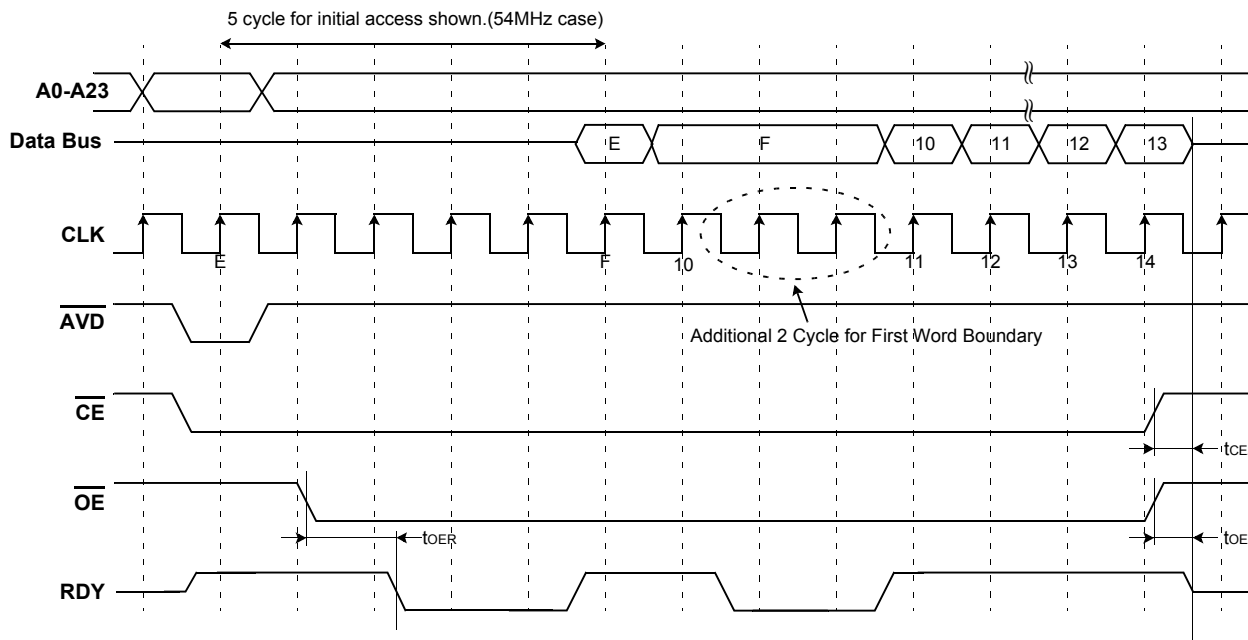 5 cycle for initial access shown.(54MHz case)
A0-A23
Data Bus
E F 10 11 12 13
CLK
E F 10 11 12 13 14
AVD
Additional 2 Cycle for First Word Boundary
CE
tCE
OE
tOER
tOE
RDY